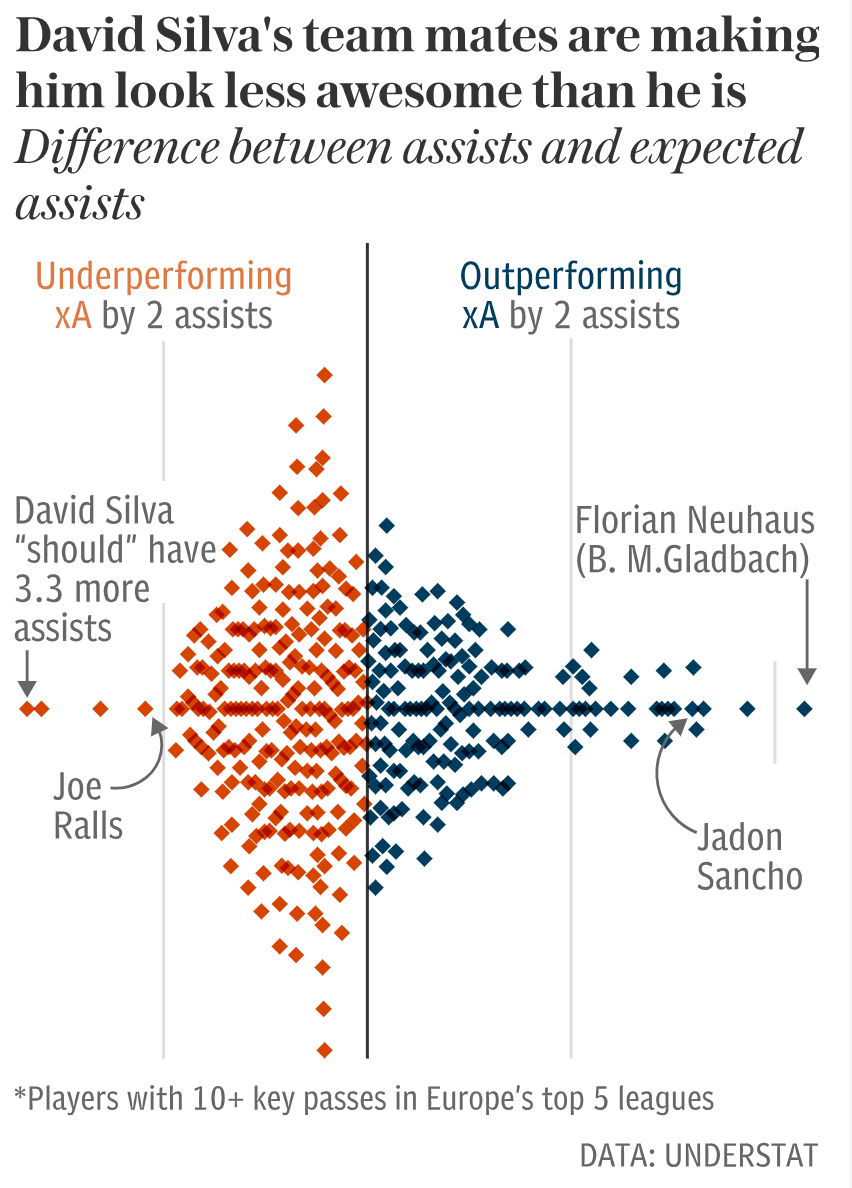 David Silva's team mates are making
him look less awesome than he is
Difference between assists and expected
assists
Underperforming
xA by 2 assists
Outperforming
xA by 2 assists
David Silva
“should” have
3.3 more
assists
Florian Neuhaus
(B. M.Gladbach)
Joe
Ralls
Jadon
Sancho
*Players with 10+ key passes in Europe’s top 5 leagues
DATA: UNDERSTAT